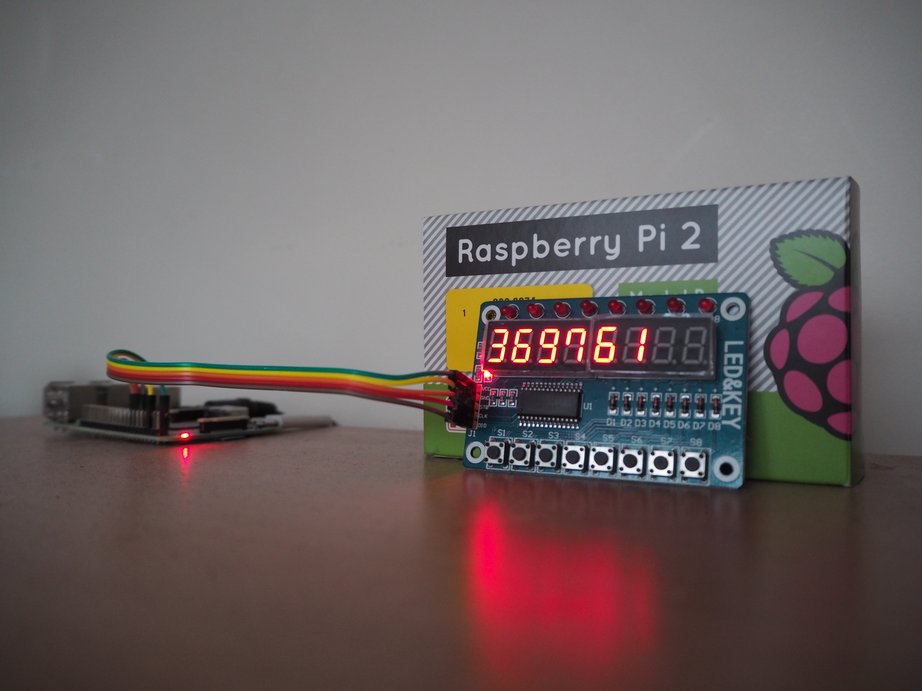 Raspberry Pi 2
1
369761
LED&KEY
U1
D1 D2 D3 D4 D5 D6 D7 D8
J1
S1 S2 S3 S4 S5 S6 S7 S8